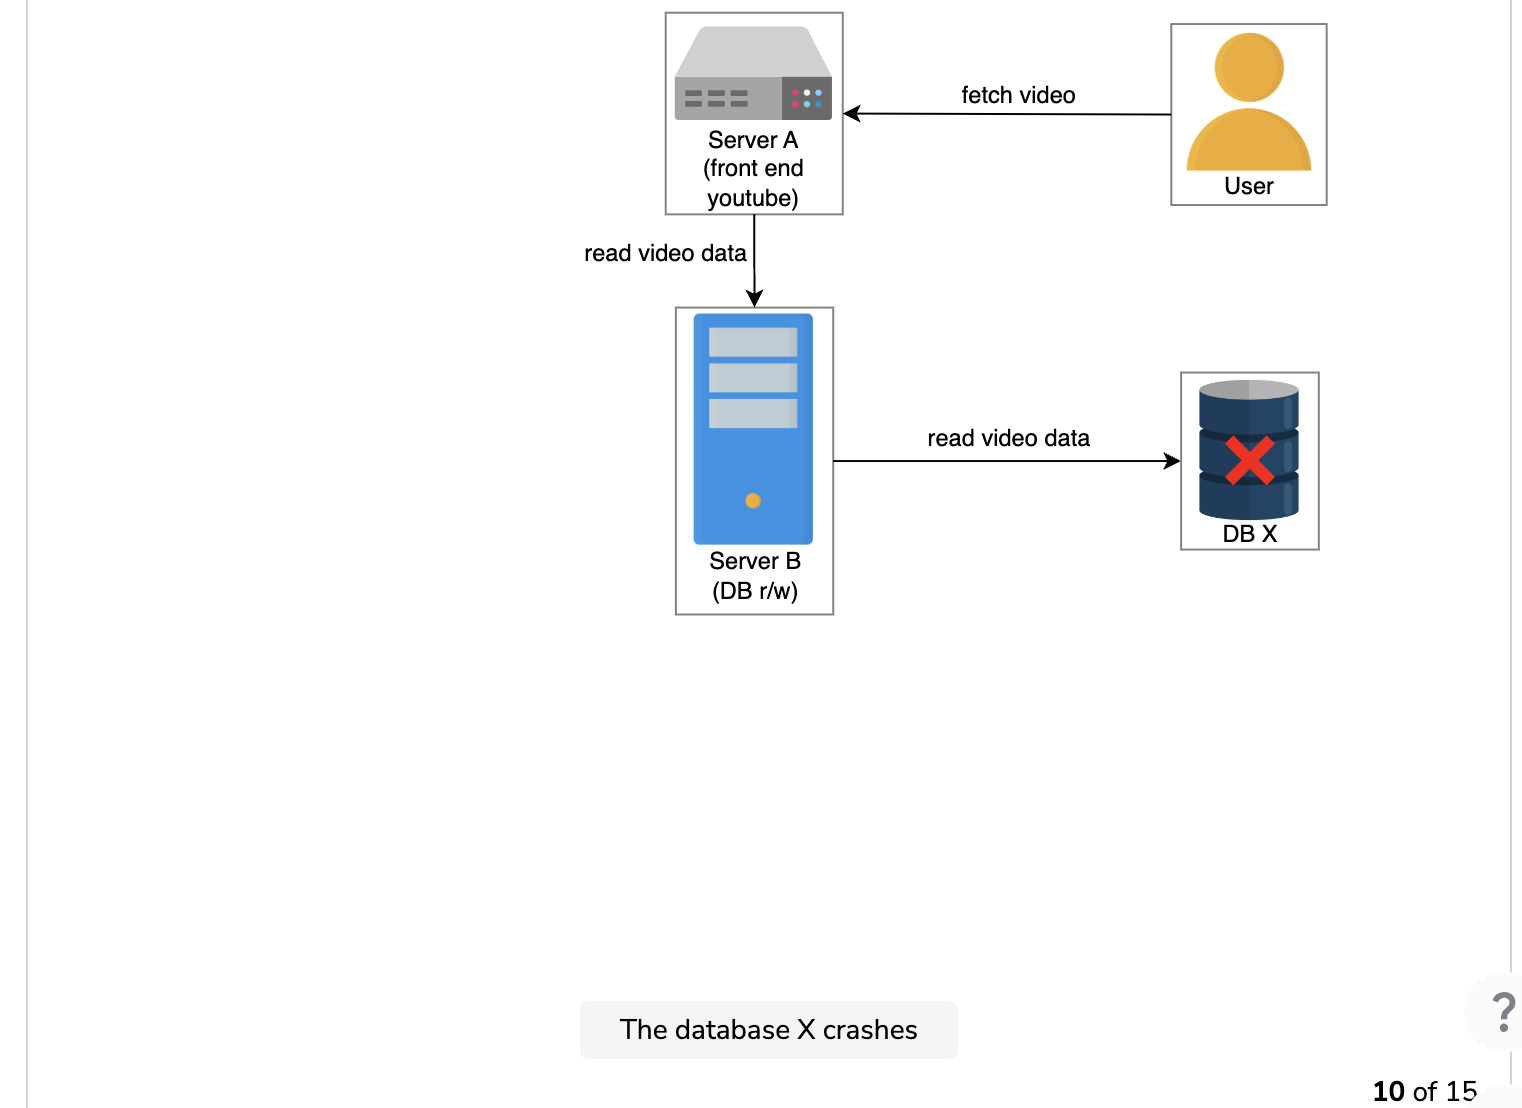 fetch video
Server A
(front end
youtube)
User
read video data
read video data
DB X
Server B
(DB r/w)
The database X crashes
?
10 of 15